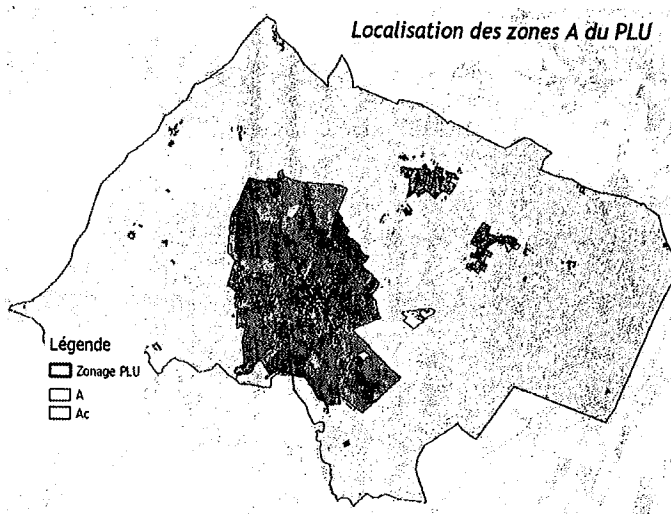 Localisation des zones A du PLU
Légende
Zonage PLU
A
Ac